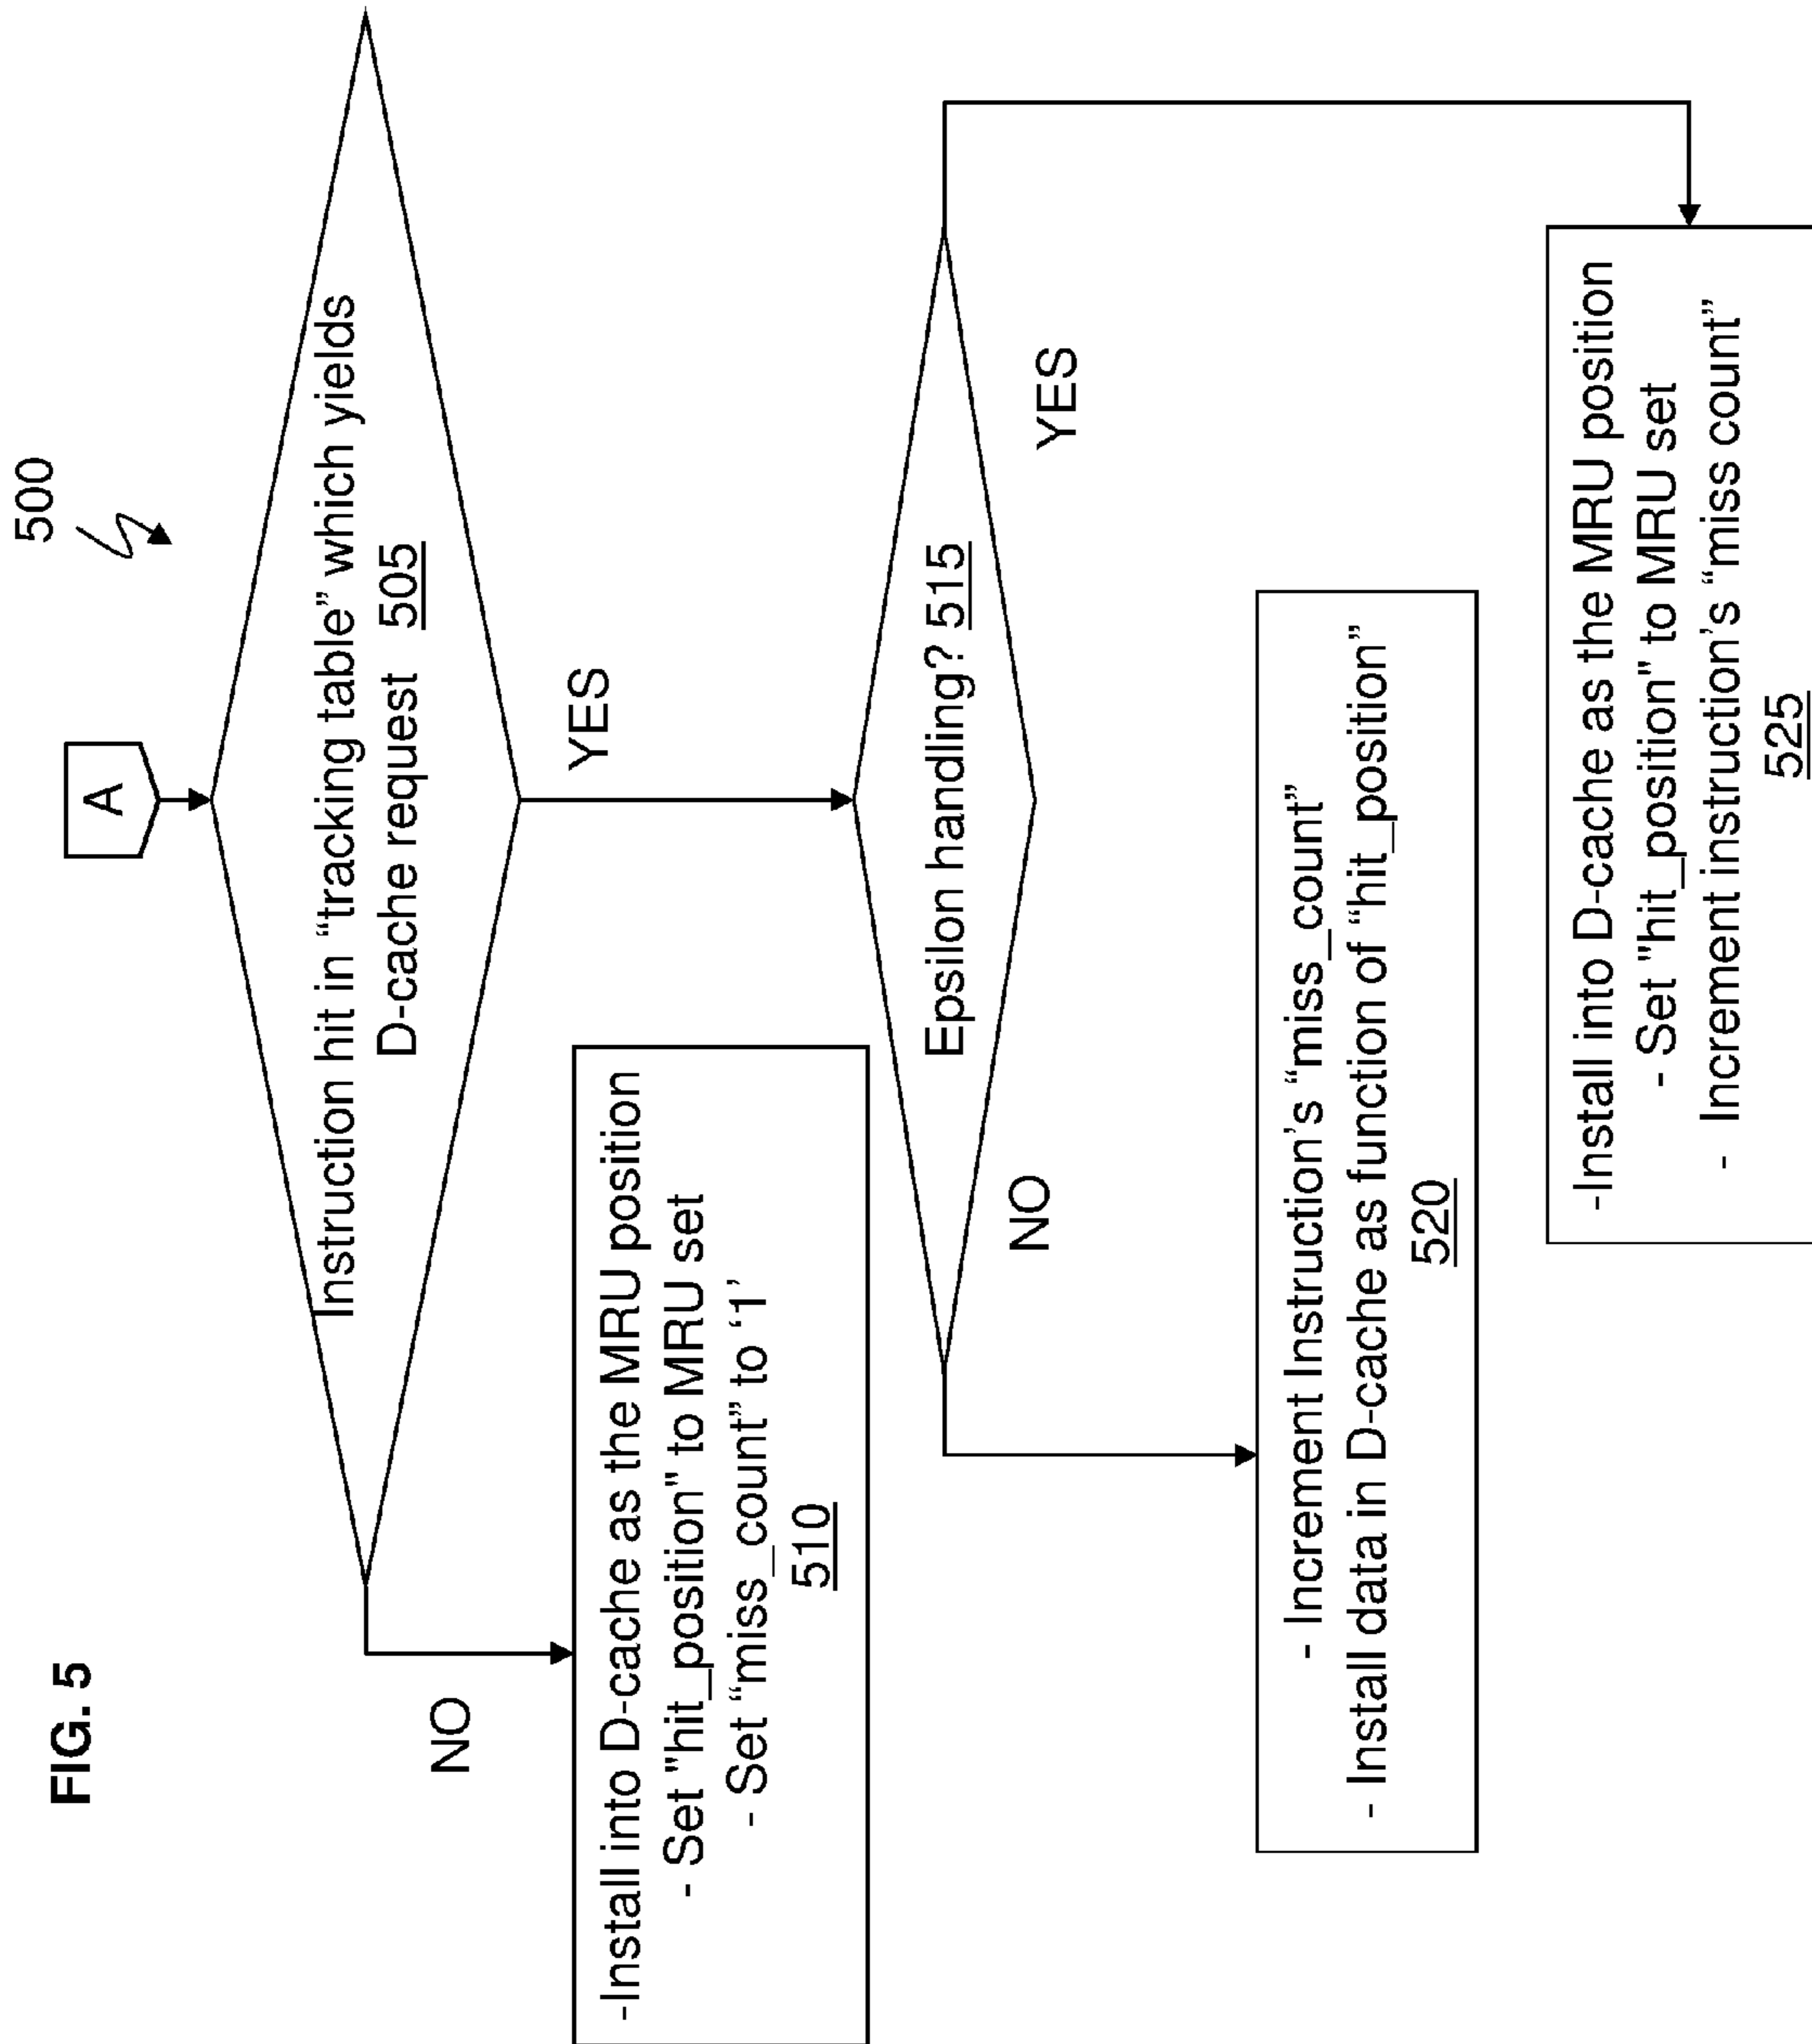 FIG. 5
500
A
Instruction hit in “tracking table” which yields
D-cache request 505
NO
YES
-Install into D-cache as the MRU position
- Set "hit_position" to MRU set
- Set “miss_count” to ‘1’
510
Epsilon handling? 515
NO
YES
- Increment Instruction’s “miss_count”
- Install data in D-cache as function of “hit_position”
520
-Install into D-cache as the MRU position
- Set "hit_position" to MRU set
- Increment instruction’s “miss count”
525